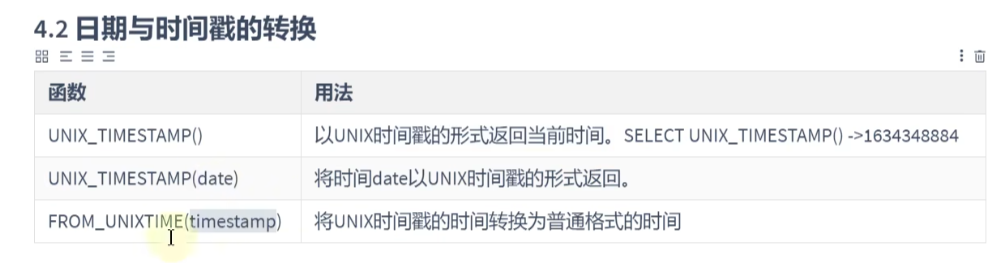 4.2 日期与时间戳的转换
函数 用法
UNIX_TIMESTAMP() 以UNIX时间戳的形式返回当前时间。SELECT UNIX_TIMESTAMP() ->1634348884
UNIX_TIMESTAMP(date) 将时间date以UNIX时间戳的形式返回。
FROM_UNIXTIME(timestamp) 将UNIX时间戳的时间转换为普通格式的时间